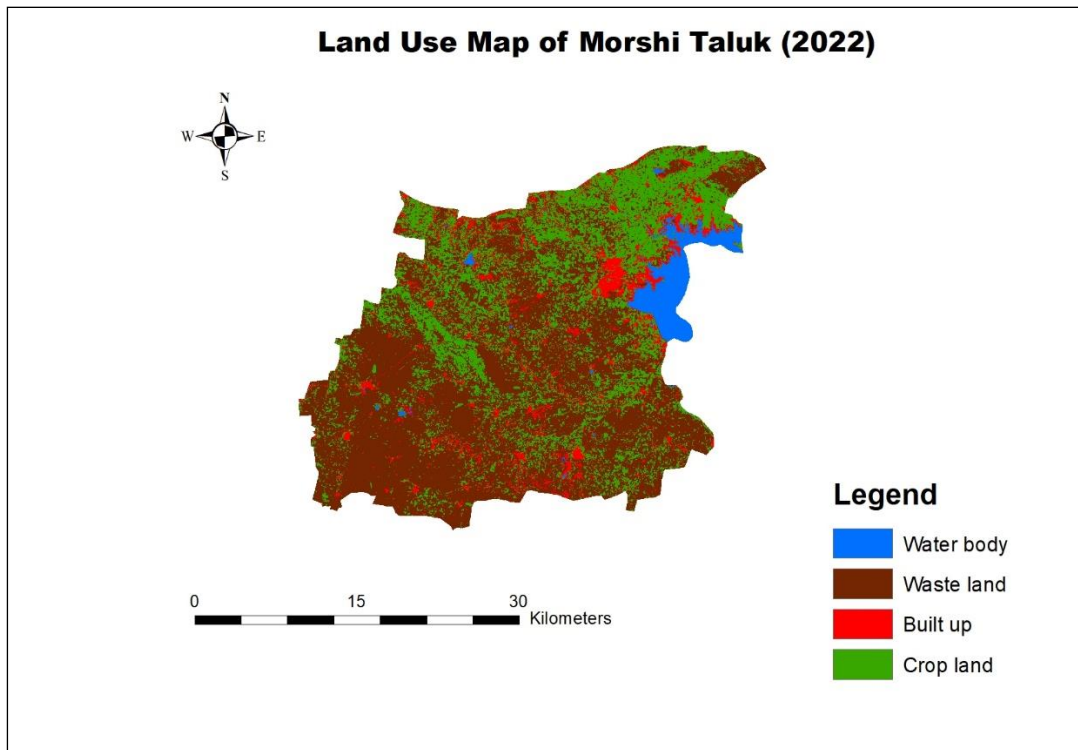 Land Use Map of Morshi Taluk (2022)
N
W E
S
Legend
Water body
Waste land
Built up
Crop land
0 15 30
Kilometers